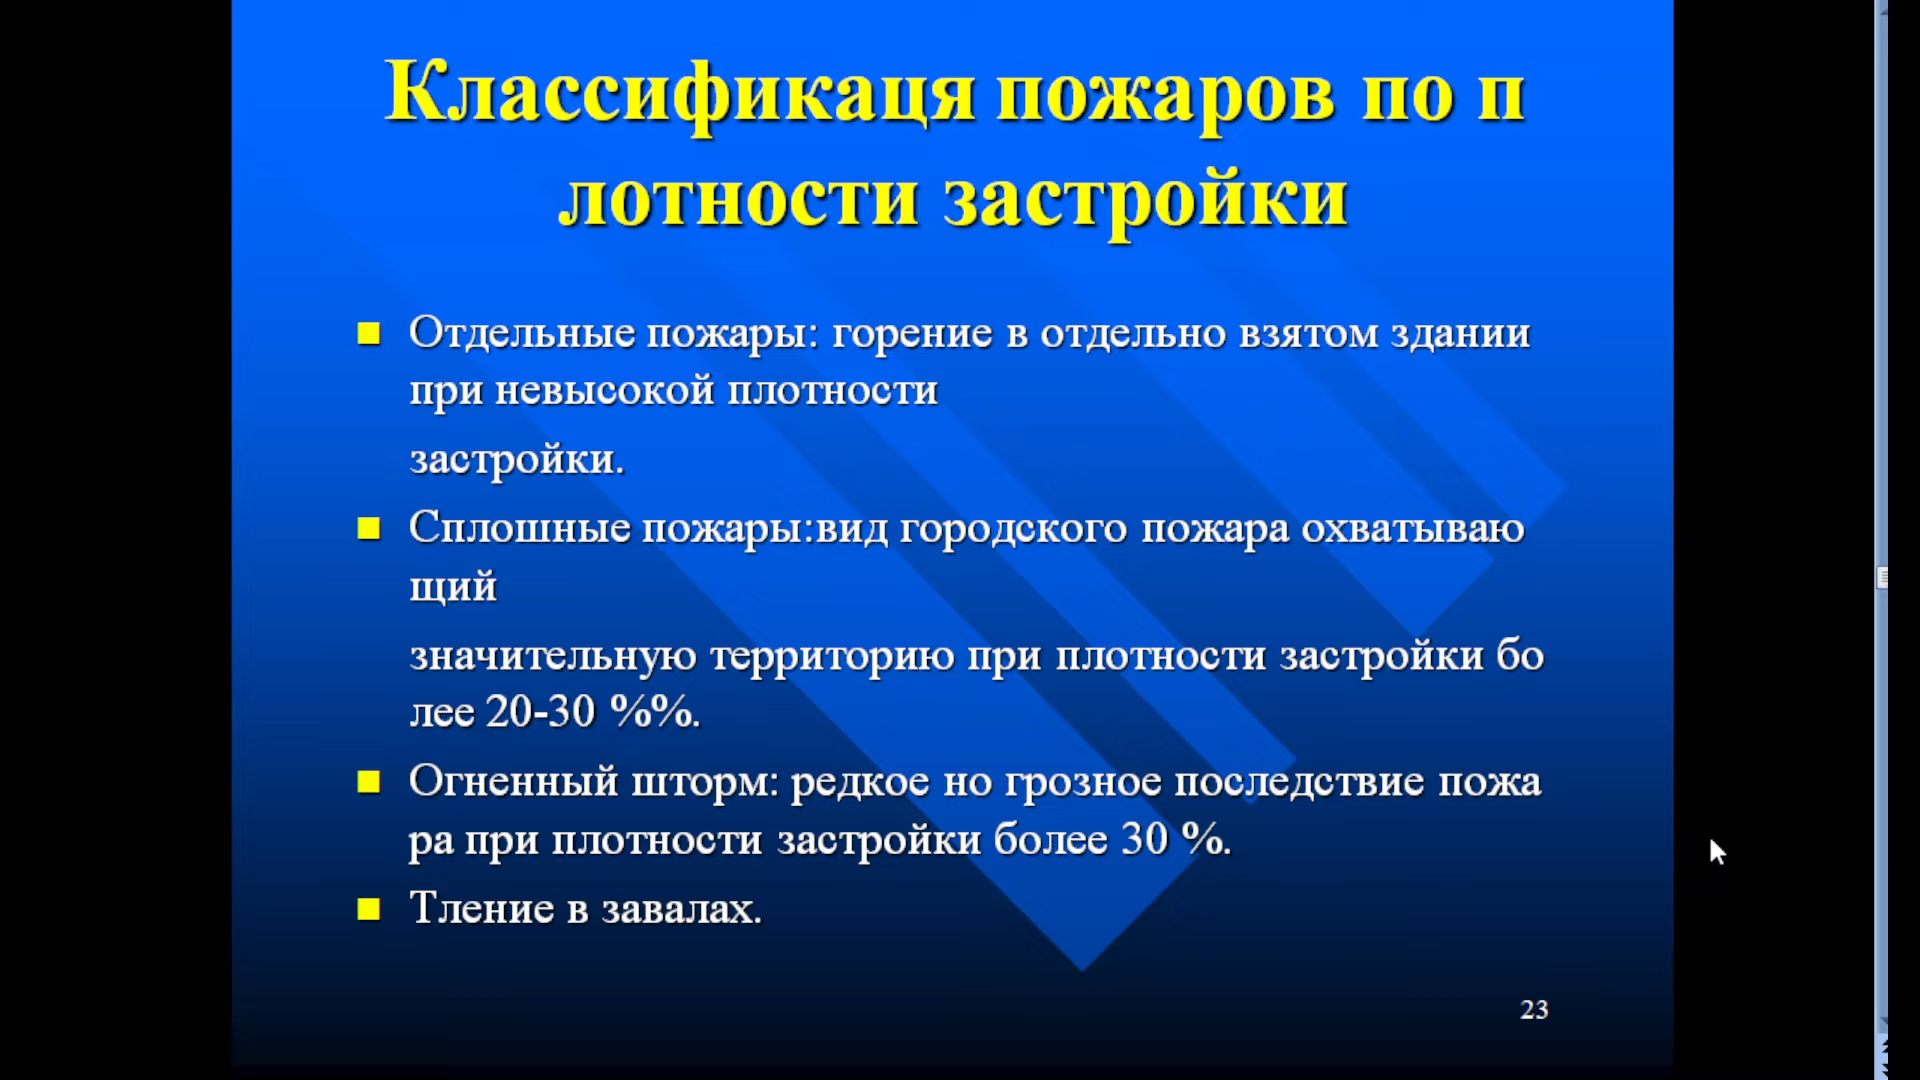 Классификаця пожаров по п
лотности застройки
Отдельные пожары: горение в отдельно взятом здании
при невысокой плотности
застройки.
Сплошные пожары:вид городского пожара охватываю
щий
значительную территорию при плотности застройки бо
лее 20-30 %%.
Огненный шторм: редкое но грозное последствие пожа
ра при плотности застройки более 30 %.
Тление в завалах.
23